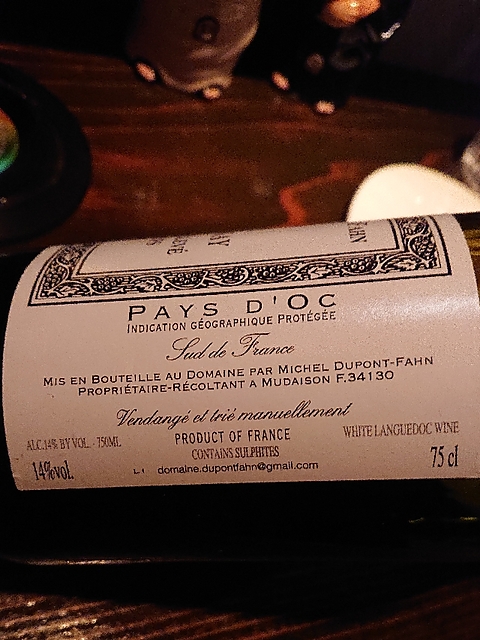 PAYS D'OC
INDICATION GÉOGRAPHIQUE PROTÉGÉE
Sud de France
MIS EN BOUTEILLE AU DOMAINE PAR MICHEL DUPONT-FAHN
PROPRIÉTAIRE-RÉCOLTANT A MUDAISON F.34130
Vendangé et trié manuellement
ALC.14% BY VOL. - 750ML
PRODUCT OF FRANCE
WHITE LANGUEDOC WINE
CONTAINS SULPHITES
14%vol.
domaine.dupontfahn@gmail.com
75 cl